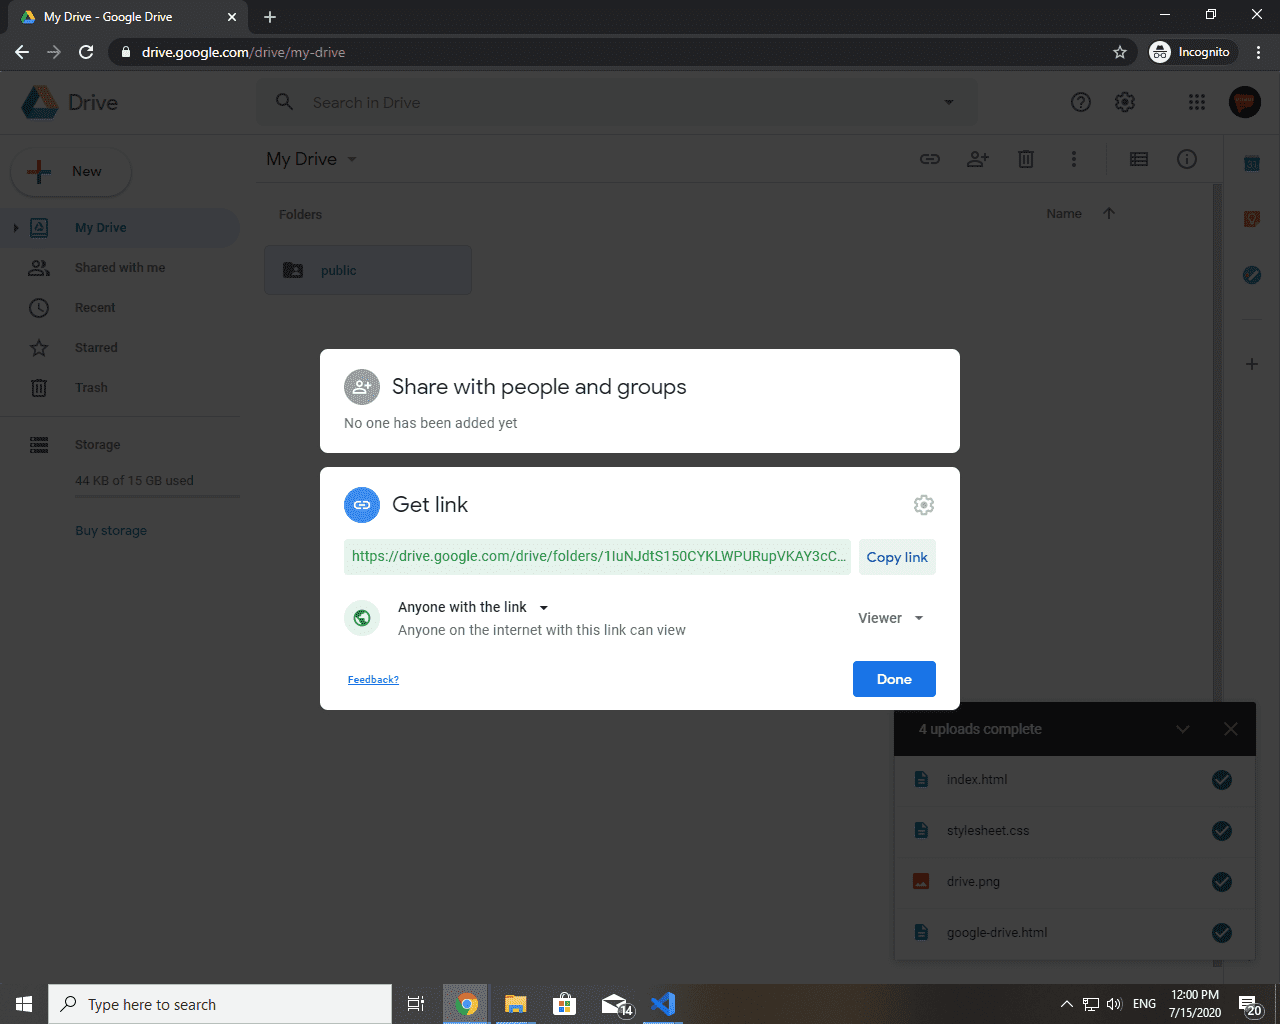 My Drive - Google Drive
drive.google.com/drive/my-drive
Incognito
Drive
Search in Drive
New
My Drive
Shared with me
Recent
Starred
Trash
Storage
44 KB of 15 GB used
Buy storage
My Drive
Folders
Name
public
31
Share with people and groups
No one has been added yet
Get link
https://drive.google.com/drive/folders/1IuNJdtS150CYKLWPURupVKAY3cC...
Copy link
Anyone with the link
Anyone on the internet with this link can view
Viewer
Feedback?
Done
4 uploads complete
index.html
stylesheet.css
drive.png
google-drive.html
Type here to search
14
ENG
12:00 PM
7/15/2020
20